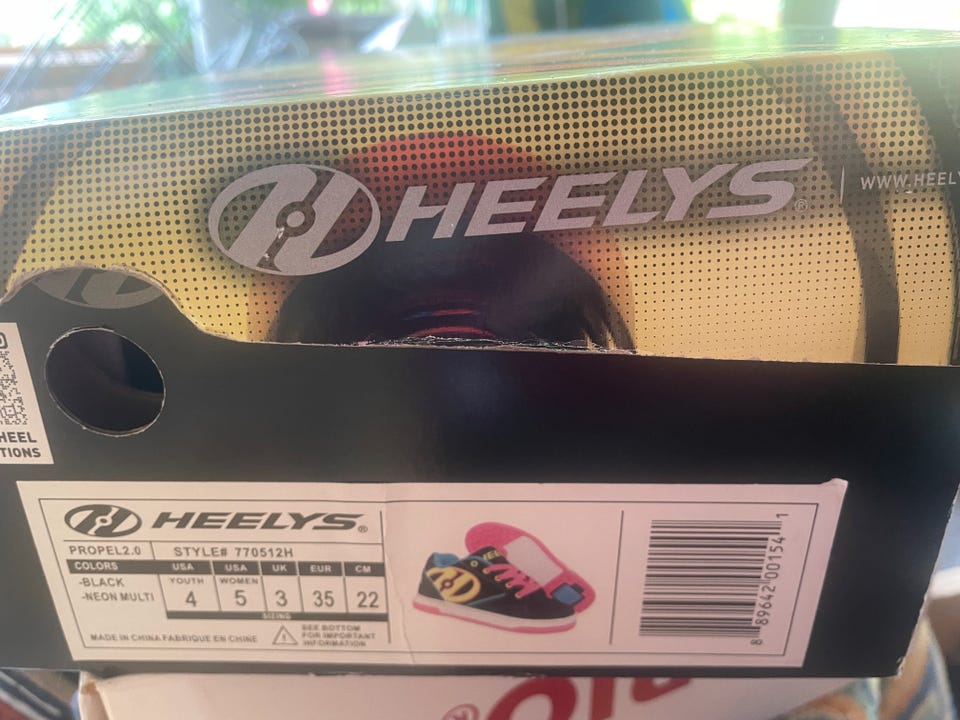 HEELYS® | WWW.HEELY
HEEL
TIONS
HEELYS®
PROPEL2.0 STYLE# 770512H
COLORS USA USA UK EUR CM
-BLACK YOUTH WOMEN
-NEON MULTI 4 5 3 35 22
SIZING
MADE IN CHINA FABRIQUE EN CHINE
SEE BOTTOM
FOR IMPORTANT
INFORMATION
8 89642 00154 1